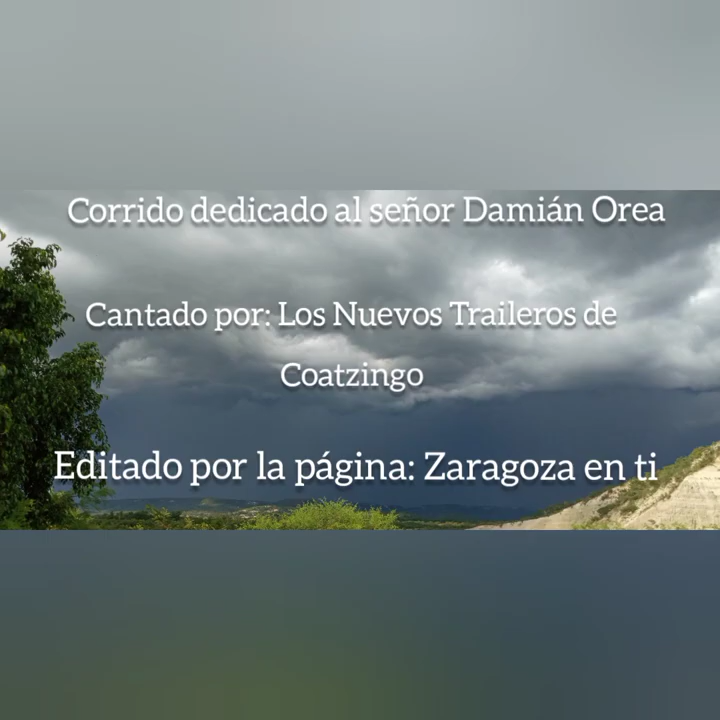 Corrido dedicado al señor Damián Orea
Cantado por: Los Nuevos Traileros de
Coatzingo
Editado por la página: Zaragoza en ti